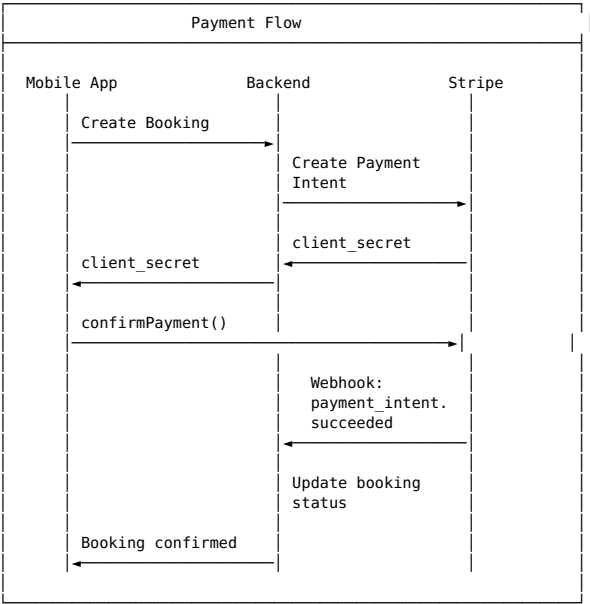 Payment Flow
Mobile App Backend Stripe
Create Booking
Create Payment
Intent
client_secret
client_secret
confirmPayment()
Webhook:
payment_intent.
succeeded
Update booking
status
Booking confirmed